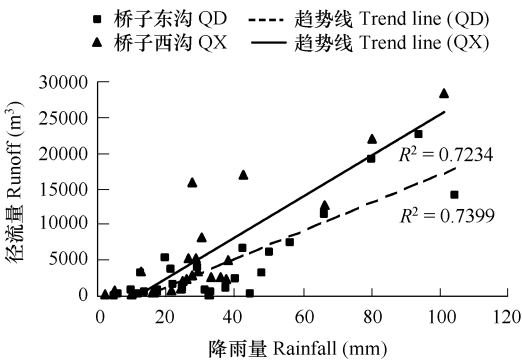 桥子东沟 QD 趋势线 Trend line (QD)
桥子西沟 QX 趋势线 Trend line (QX)
径流量 Runoff (m³)
30000
25000
20000
15000
10000
5000
0
R² = 0.7234
R² = 0.7399
0 20 40 60 80 100 120
降雨量 Rainfall (mm)